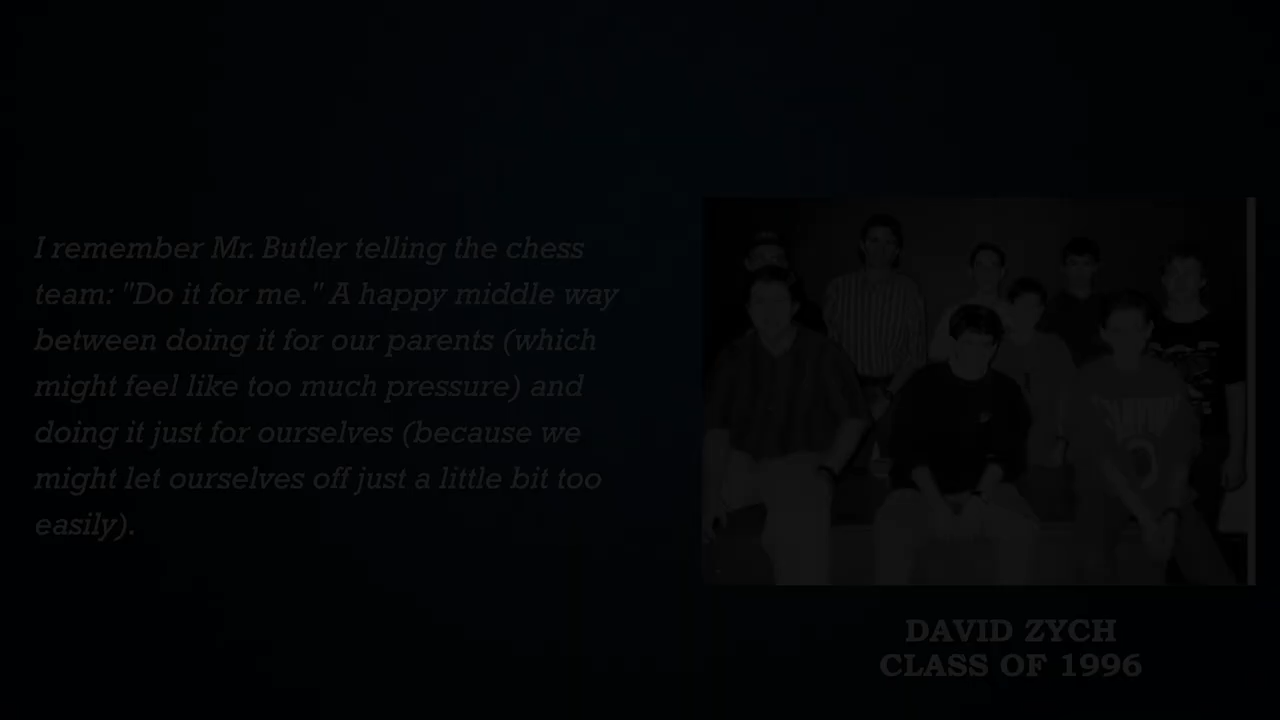 I remember Mr. Butler telling the chess
team: "Do it for me." A happy middle way
between doing it for our parents (which
might feel like too much pressure) and
doing it just for ourselves (because we
might let ourselves off just a little bit too
easily).
DAVID ZYCH
CLASS OF 1996